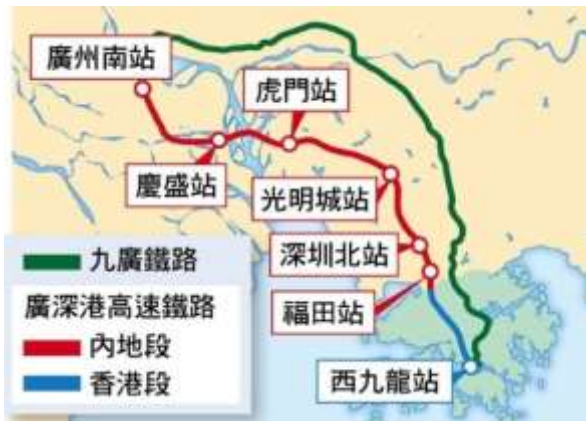 廣州南站
虎門站
慶盛站
光明城站
深圳北站
福田站
西九龍站
九廣鐵路
廣深港高速鐵路
內地段
香港段